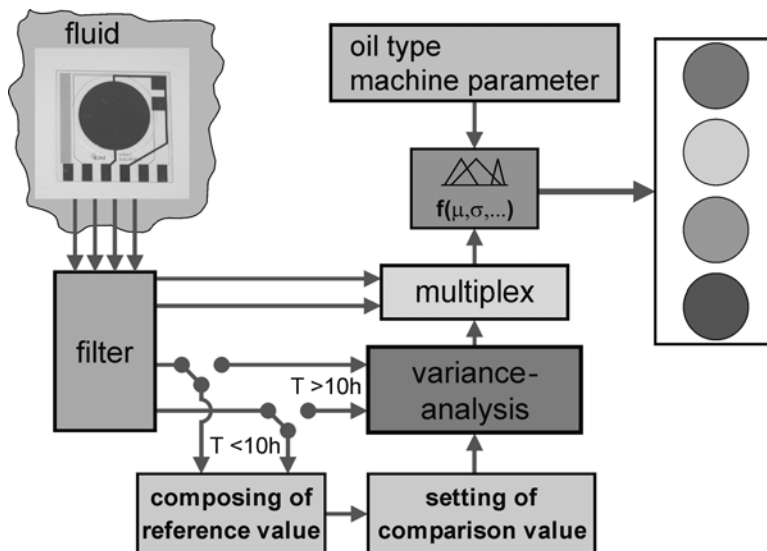 fluid
oil type
machine parameter
f(μ,σ,...)
multiplex
filter
variance-
analysis
T >10h
T <10h
composing of
reference value
setting of
comparison value